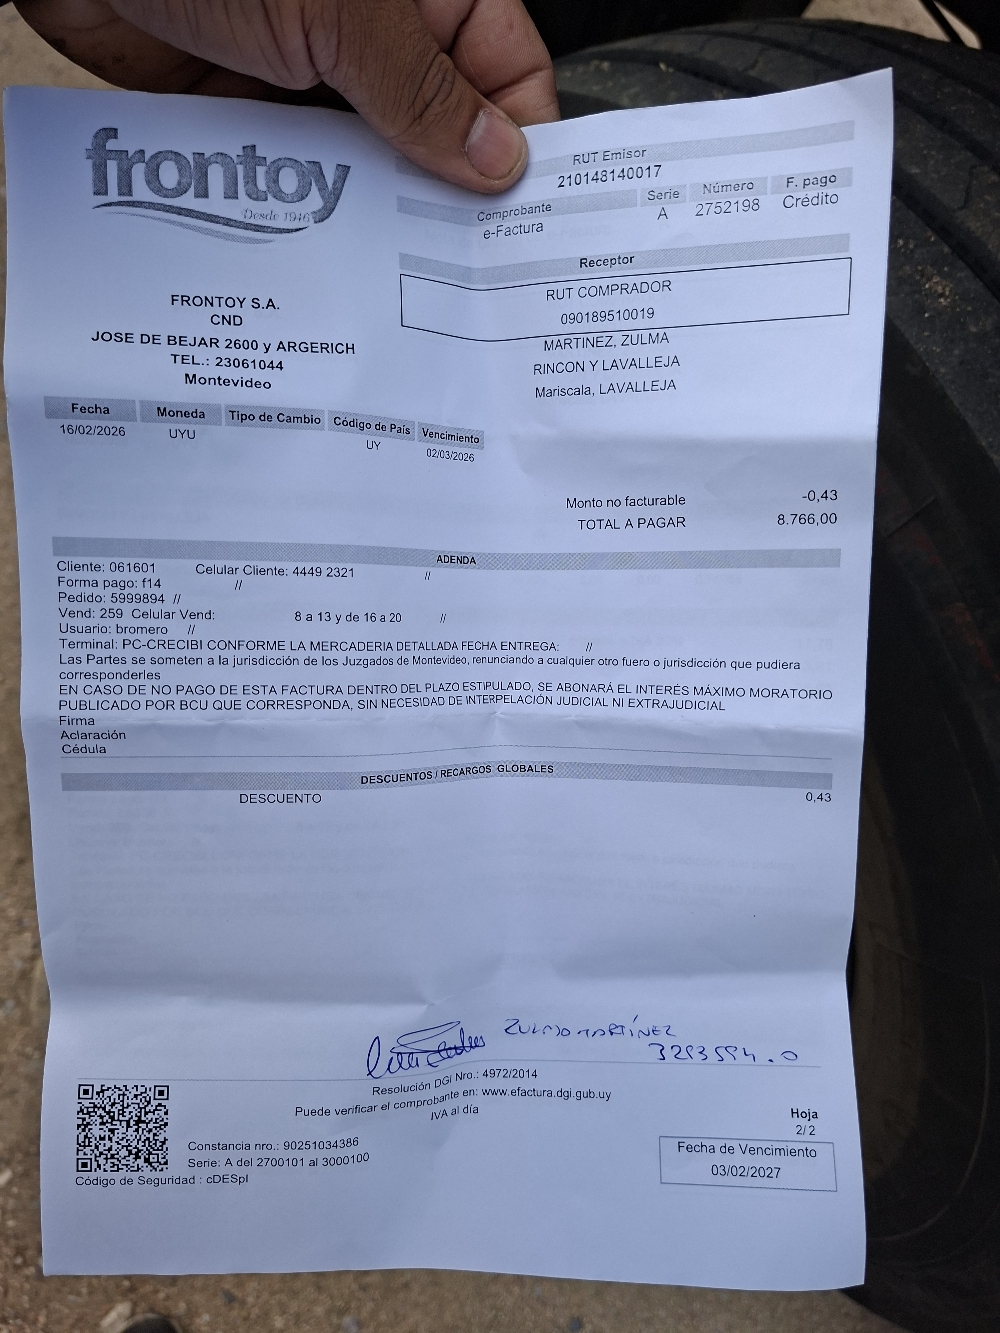 frontoy
Desde 1946
RUT Emisor
210148140017
Comprobante Serie Número F. pago
e-Factura A 2752198 Crédito
Receptor
RUT COMPRADOR
090189510019
MARTINEZ, ZULMA
RINCON Y LAVALLEJA
Mariscala, LAVALLEJA
FRONTOY S.A.
CND
JOSE DE BEJAR 2600 y ARGERICH
TEL.: 23061044
Montevideo
Fecha Moneda Tipo de Cambio Código de País Vencimiento
16/02/2026 UYU UY 02/03/2026
Monto no facturable -0,43
TOTAL A PAGAR 8.766,00
ADENDA
Cliente: 061601 Celular Cliente: 4449 2321 //
Forma pago: f14 //
Pedido: 5999894 //
Vend: 259 Celular Vend: 8 a 13 y de 16 a 20 //
Usuario: bromero //
Terminal: PC-CRECIBI CONFORME LA MERCADERIA DETALLADA FECHA ENTREGA: //
Las Partes se someten a la jurisdicción de los Juzgados de Montevideo, renunciando a cualquier otro fuero o jurisdicción que pudiera
corresponderles
EN CASO DE NO PAGO DE ESTA FACTURA DENTRO DEL PLAZO ESTIPULADO, SE ABONARÁ EL INTERÉS MÁXIMO MORATORIO
PUBLICADO POR BCU QUE CORRESPONDA, SIN NECESIDAD DE INTERPELACIÓN JUDICIAL NI EXTRAJUDICIAL
Firma
Aclaración
Cédula
DESCUENTOS / RECARGOS GLOBALES
DESCUENTO 0,43
MARTÍNEZ
Resolución DGI Nro.: 4972/2014
Puede verificar el comprobante en: www.efactura.dgi.gub.uy
IVA al día
Constancia nro.: 90251034386
Serie: A del 2700101 al 3000100
Código de Seguridad : cDESpI
Hoja
2/2
Fecha de Vencimiento
03/02/2027